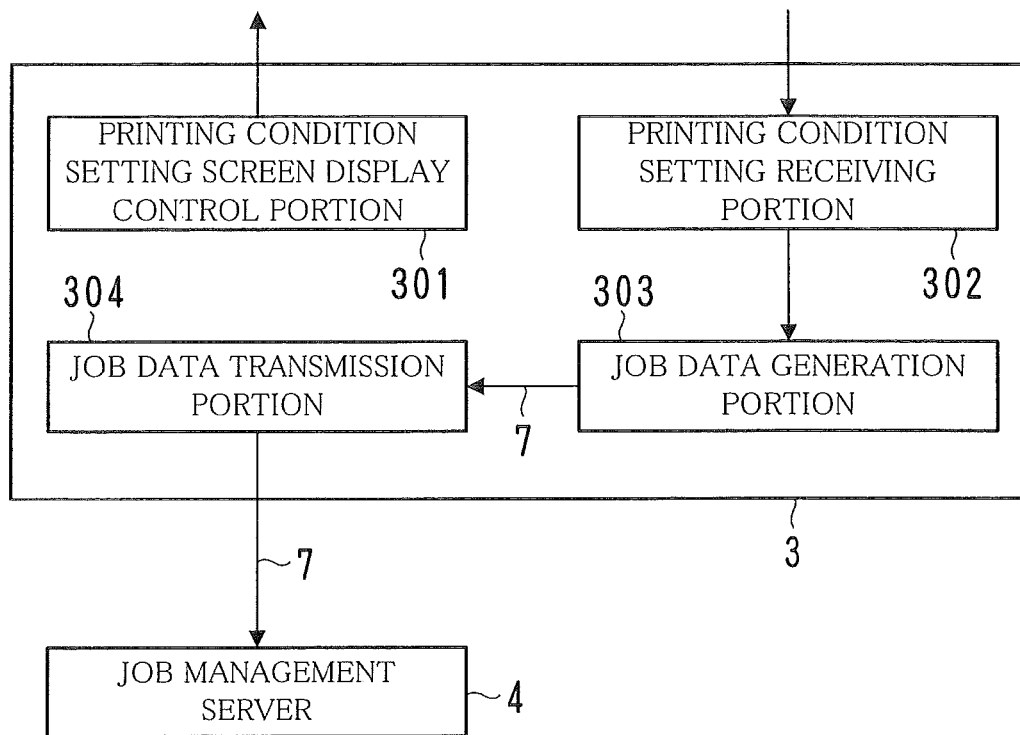 PRINTING CONDITION
SETTING SCREEN DISPLAY
CONTROL PORTION
301
PRINTING CONDITION
SETTING RECEIVING
PORTION
302
304
JOB DATA TRANSMISSION
PORTION
303
JOB DATA GENERATION
PORTION
7
3
7
JOB MANAGEMENT
SERVER
4